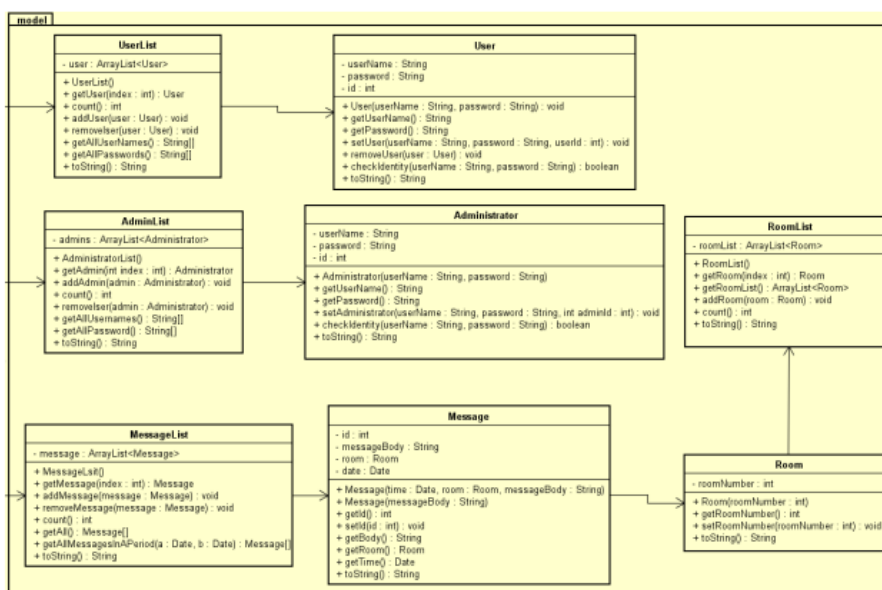 model
UserList
- user : ArrayList<User>
+ UserList()
+ getUser(index : int) : User
+ count() : int
+ addUser(user : User) : void
+ removeIser(user : User) : void
+ getAllUserNames() : String[]
+ getAllPasswords() : String[]
+ toString() : String
User
- userName : String
- password : String
- id : int
+ User(userName : String, password : String) : void
+ getUserName() : String
+ getPassword() : String
+ setUser(userName : String, password : String, userId : int) : void
+ removeUser(user : User) : void
+ checkIdentity(userName : String, password : String) : boolean
+ toString() : String
AdminList
- admins : ArrayList<Administrator>
+ AdministratorList()
+ getAdmin(int index : int) : Administrator
+ addAdmin(admin : Administrator) : void
+ count() : int
+ removeIser(admin : Administrator) : void
+ getAllUsernames() : String[]
+ getAllPassword() : String[]
+ toString() : String
Administrator
- userName : String
- password : String
- id : int
+ Administrator(userName : String, password : String)
+ getUserName() : String
+ getPassword() : String
+ setAdministrator(userName : String, password : String, int adminId : int) : void
+ checkIdentity(userName : String, password : String) : boolean
+ toString() : String
RoomList
- roomList : ArrayList<Room>
+ RoomList()
+ getRoom(index : int) : Room
+ getRoomList() : ArrayList<Room>
+ addRoom(room : Room) : void
+ count() : int
+ toString() : String
MessageList
- message : ArrayList<Message>
+ MessageLsit()
+ getMessage(index : int) : Message
+ addMessage(message : Message) : void
+ removeMessage(message : Message) : void
+ count() : int
+ getAll() : Message[]
+ getAllMessagesInAPeriod(a : Date, b : Date) : Message[]
+ toString() : String
Message
- id : int
- messageBody : String
- room : Room
- date : Date
+ Message(time : Date, room : Room, messageBody : String)
+ Message(messageBody : String)
+ getId() : int
+ setId(id : int) : void
+ getBody() : String
+ getRoom() : Room
+ getTime() : Date
+ toString() : String
Room
- roomNumber : int
+ Room(roomNumber : int)
+ getRoomNumber() : int
+ setRoomNumber(roomNumber : int) : void
+ toString() : String